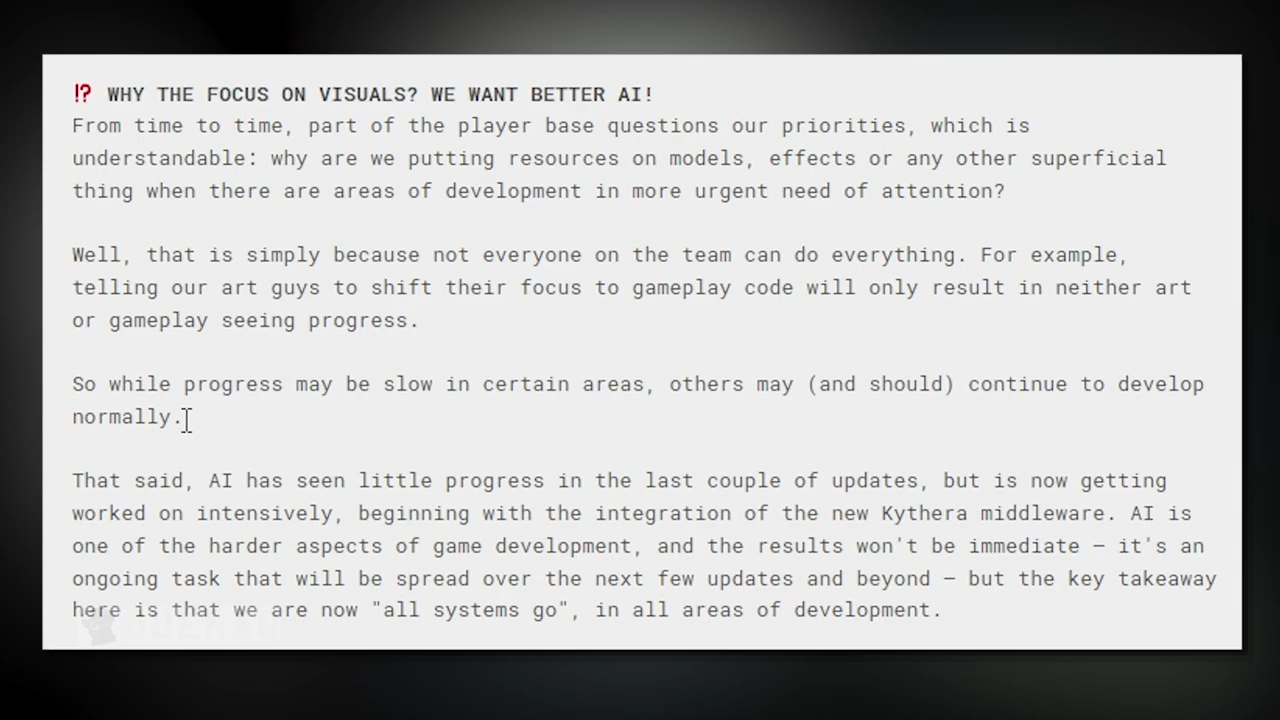 ⁉ WHY THE FOCUS ON VISUALS? WE WANT BETTER AI!
From time to time, part of the player base questions our priorities, which is
understandable: why are we putting resources on models, effects or any other superficial
thing when there are areas of development in more urgent need of attention?
Well, that is simply because not everyone on the team can do everything. For example,
telling our art guys to shift their focus to gameplay code will only result in neither art
or gameplay seeing progress.
So while progress may be slow in certain areas, others may (and should) continue to develop
normally.
That said, AI has seen little progress in the last couple of updates, but is now getting
worked on intensively, beginning with the integration of the new Kythera middleware. AI is
one of the harder aspects of game development, and the results won't be immediate – it's an
ongoing task that will be spread over the next few updates and beyond – but the key takeaway
here is that we are now "all systems go", in all areas of development.